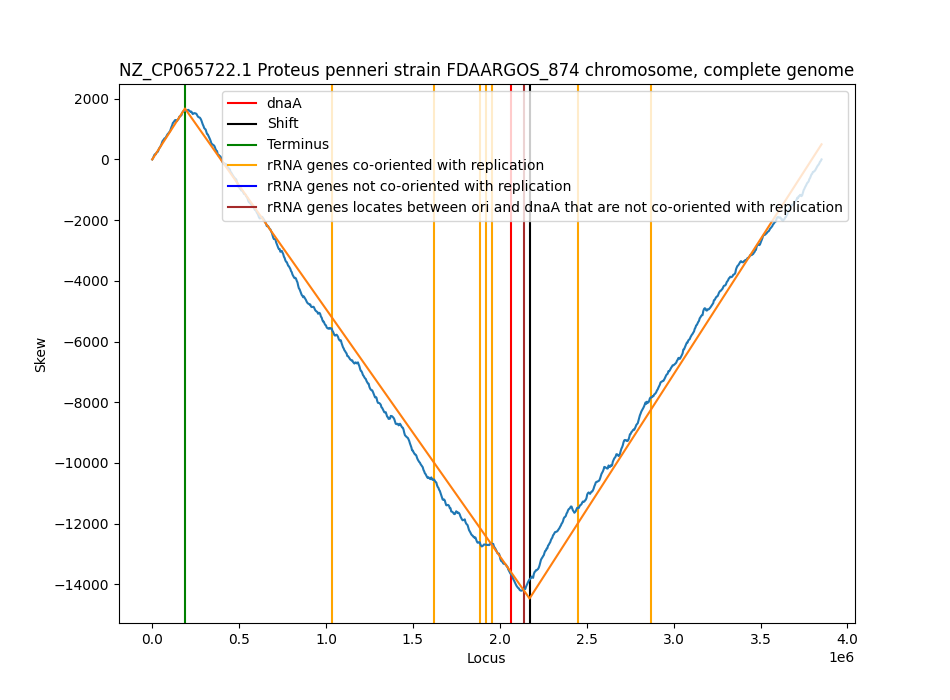 NZ_CP065722.1 Proteus penneri strain FDAARGOS_874 chromosome, complete genome
dnaA
Shift
Terminus
rRNA genes co-oriented with replication
rRNA genes not co-oriented with replication
rRNA genes locates between ori and dnaA that are not co-oriented with replication
2000
0
−2000
−4000
−6000
−8000
−10000
−12000
−14000
Skew
0.0 0.5 1.0 1.5 2.0 2.5 3.0 3.5 4.0
1e6
Locus